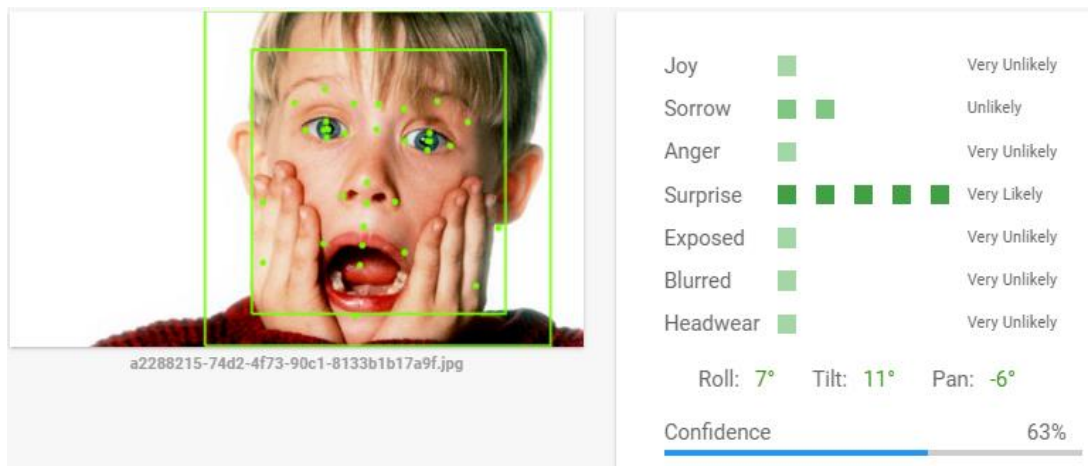 a2288215-74d2-4f73-90c1-8133b1b17a9f.jpg
Joy Very Unlikely
Sorrow Unlikely
Anger Very Unlikely
Surprise Very Likely
Exposed Very Unlikely
Blurred Very Unlikely
Headwear Very Unlikely
Roll: 7° Tilt: 11° Pan: -6°
Confidence 63%